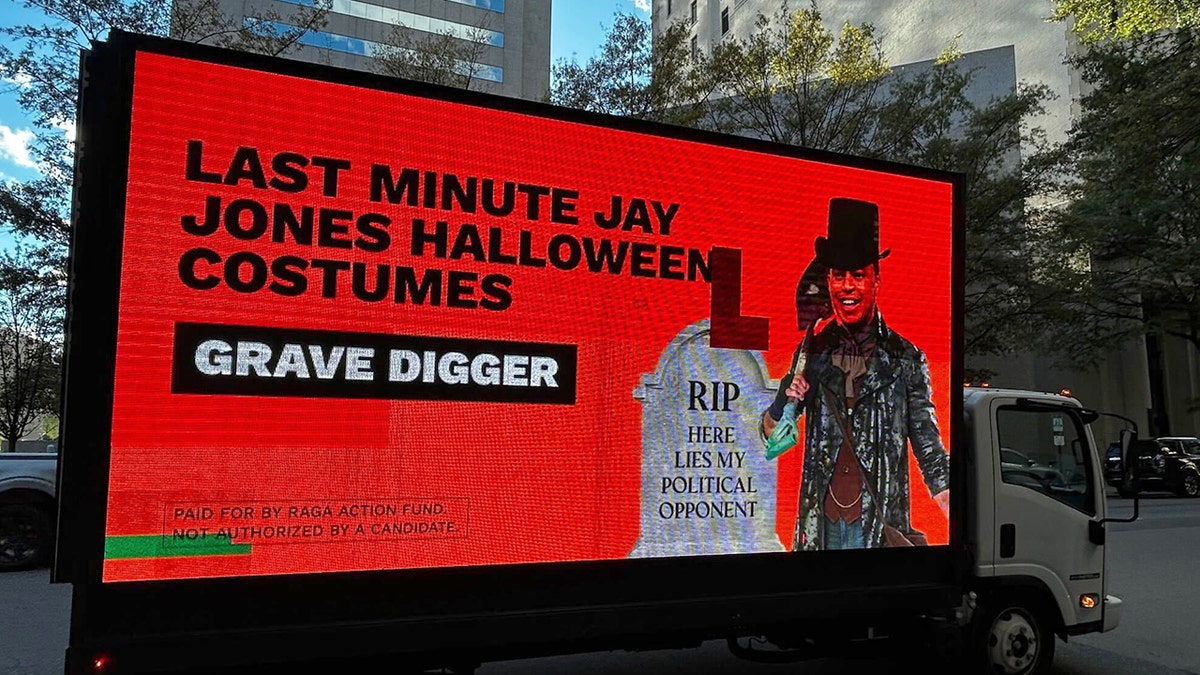 LAST MINUTE JAY
JONES HALLOWEEN
COSTUMES
GRAVE DIGGER
RIP
HERE
LIES MY
POLITICAL
OPPONENT
PAID FOR BY RAGA ACTION FUND.
NOT AUTHORIZED BY A CANDIDATE.